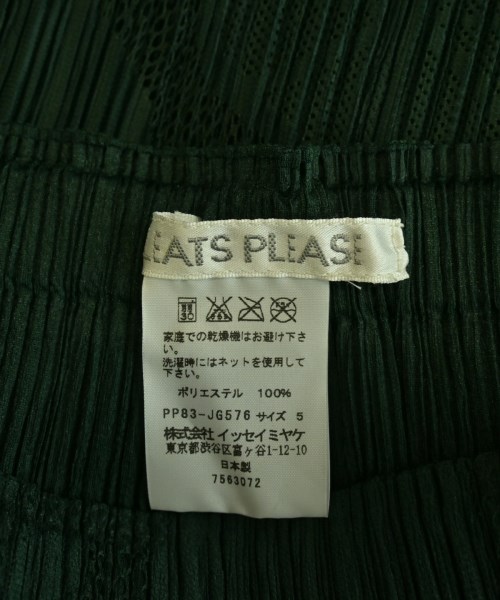 LEATS PLEASE
家庭での乾燥機はお避け下さ
い。
洗濯時にはネットを使用して
下さい。
ポリエステル 100%
PP83-JG576 サイズ 5
株式会社 イッセイミヤケ
東京都渋谷区富ヶ谷1-12-10
日本製
7563072